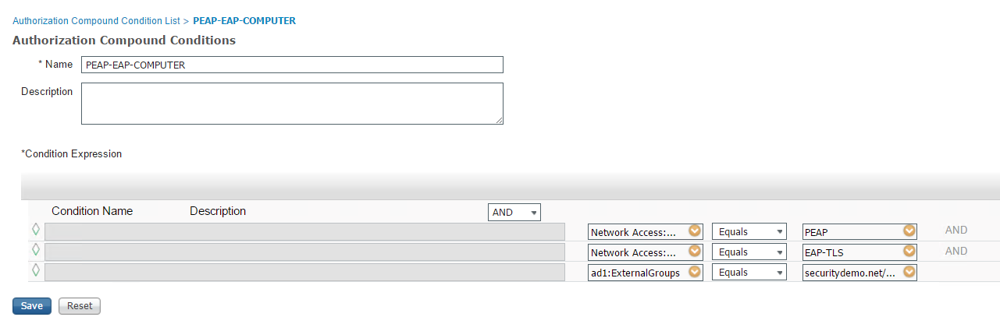 Authorization Compound Condition List > PEAP-EAP-COMPUTER
Authorization Compound Conditions
* Name PEAP-EAP-COMPUTER
Description
*Condition Expression
Condition Name Description AND
Network Access:... Equals PEAP AND
Network Access:... Equals EAP-TLS AND
ad1:ExternalGroups Equals securitydemo.net/...
Save Reset